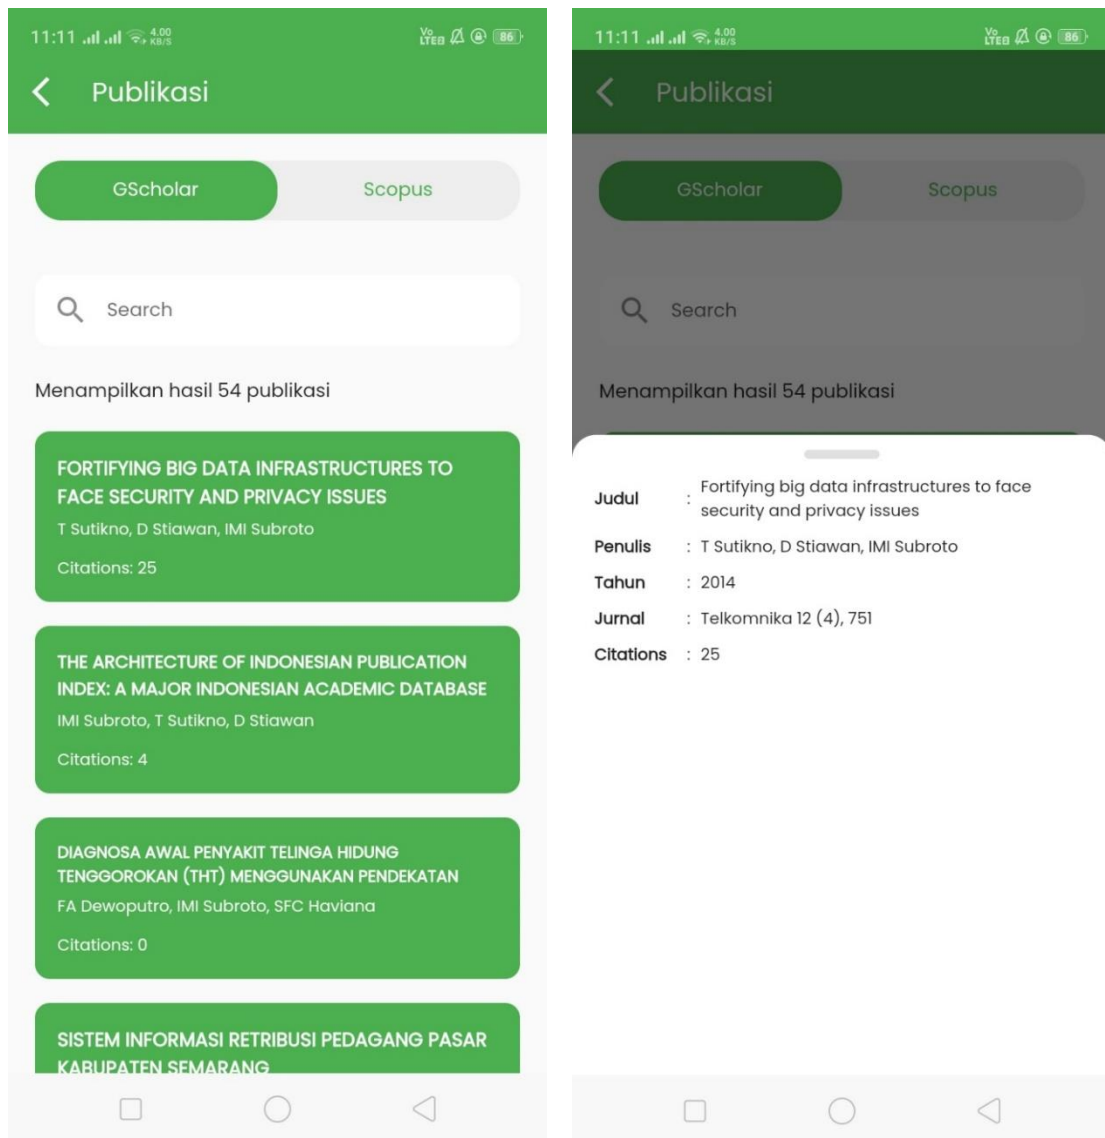 11:11 4.00 KB/S Vo LTE 86
Publikasi
GScholar Scopus
Search
Menampilkan hasil 54 publikasi
FORTIFYING BIG DATA INFRASTRUCTURES TO
FACE SECURITY AND PRIVACY ISSUES
T Sutikno, D Stiawan, IMI Subroto
Citations: 25
THE ARCHITECTURE OF INDONESIAN PUBLICATION
INDEX: A MAJOR INDONESIAN ACADEMIC DATABASE
IMI Subroto, T Sutikno, D Stiawan
Citations: 4
DIAGNOSA AWAL PENYAKIT TELINGA HIDUNG
TENGGOROKAN (THT) MENGGUNAKAN PENDEKATAN
FA Dewoputro, IMI Subroto, SFC Haviana
Citations: 0
SISTEM INFORMASI RETRIBUSI PEDAGANG PASAR
KABUPATEN SEMARANG
11:11 4.00 KB/S Vo LTE 86
Publikasi
GScholar Scopus
Search
Menampilkan hasil 54 publikasi
Judul : Fortifying big data infrastructures to face
security and privacy issues
Penulis : T Sutikno, D Stiawan, IMI Subroto
Tahun : 2014
Jurnal : Telkomnika 12 (4), 751
Citations : 25